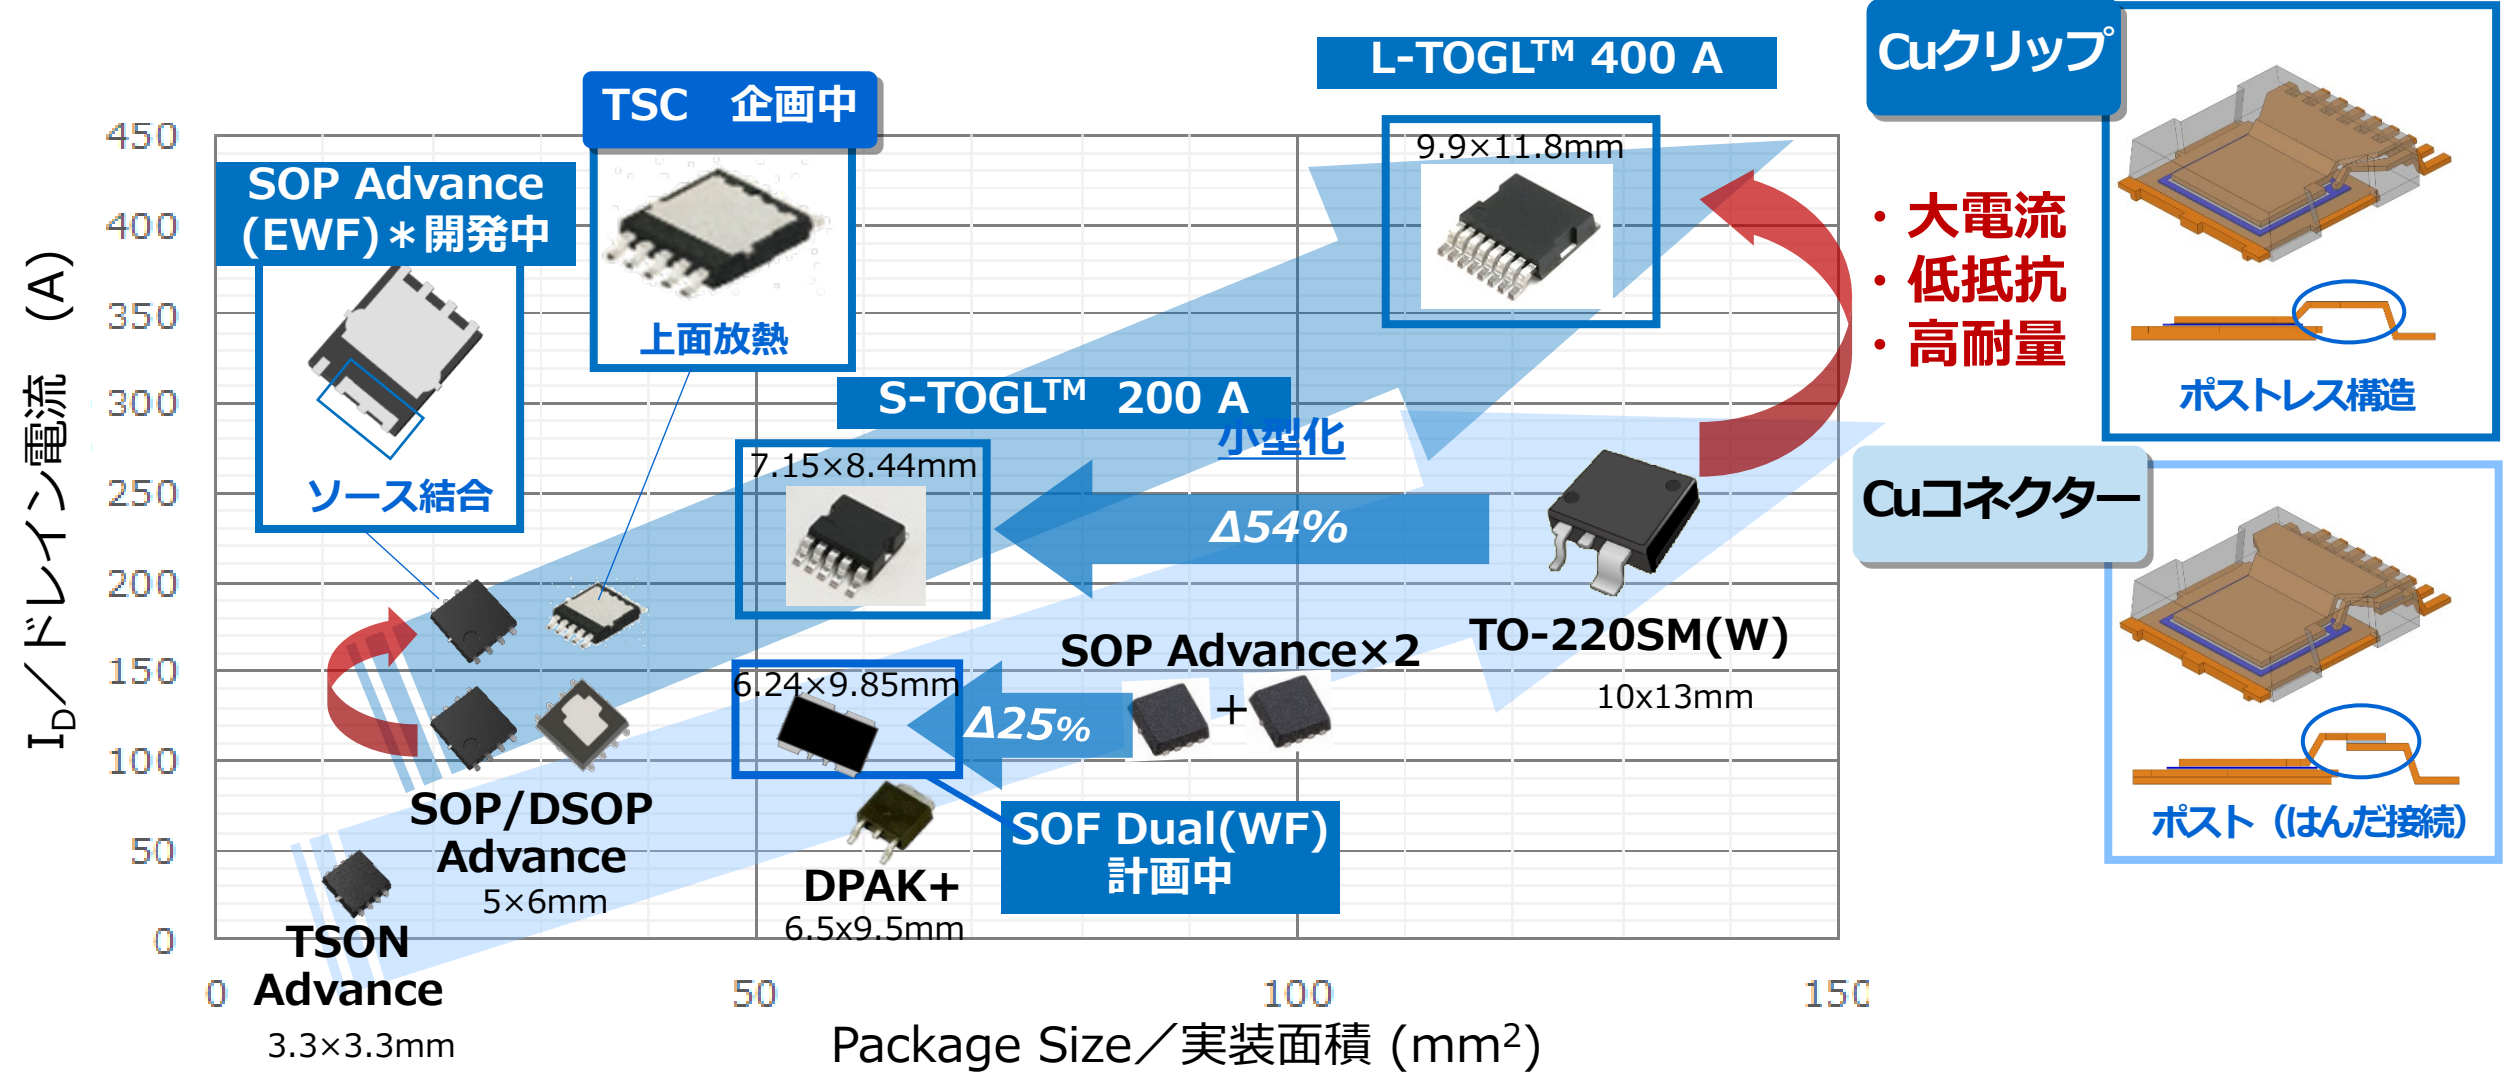 L-TOGL™ 400 A
Cuクリップ
TSC　企画中
450
9.9×11.8mm
SOP Advance
(EWF)＊開発中
400
・大電流
・低抵抗
・高耐量
350
上面放熱
ポストレス構造
300
S-TOGL™ 200 A
小型化
7.15×8.44mm
250
ソース結合
Δ54%
Cuコネクター
200
150
SOP Advance×2
TO-220SM(W)
10x13mm
6.24×9.85mm
Δ25%
+
100
SOP/DSOP
Advance
5×6mm
SOF Dual(WF)
計画中
ポスト（はんだ接続）
50
DPAK+
6.5x9.5mm
0
TSON
Advance
3.3×3.3mm
0
50
100
150
I_D／ドレイン電流 (A)
Package Size／実装面積 (mm²)